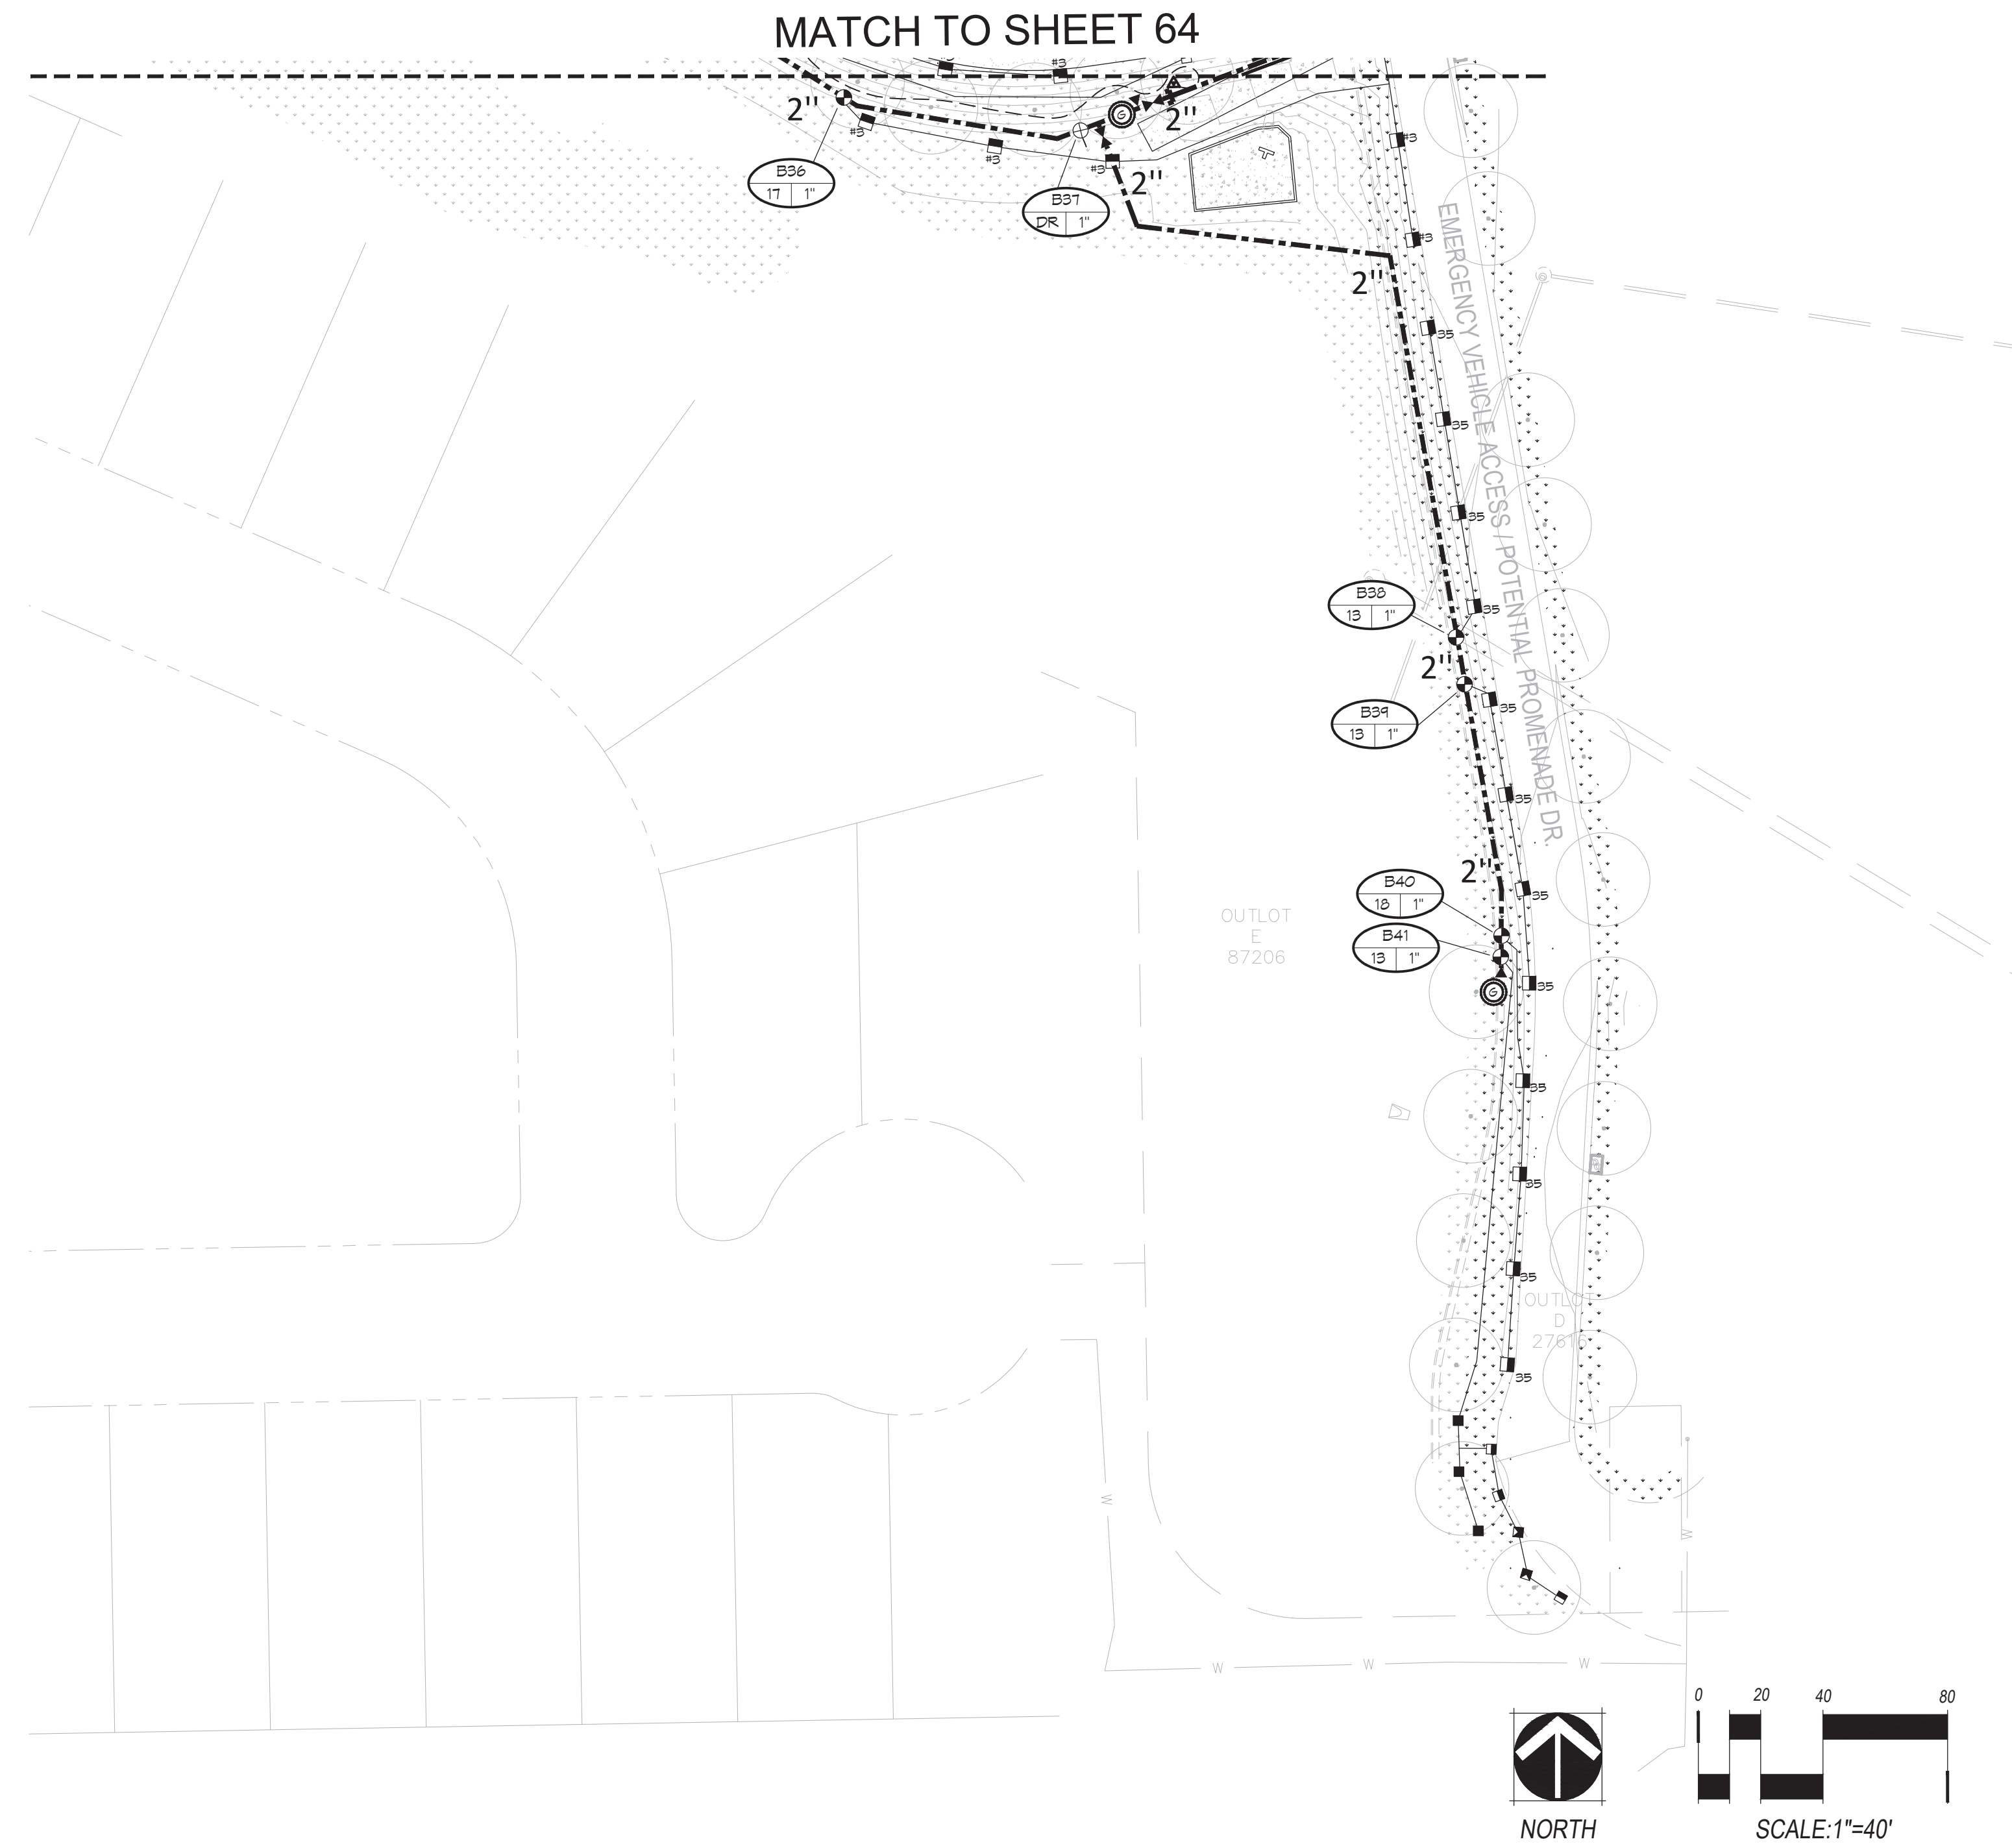 MATCH TO SHEET 64
#3
#3
2"
#3
#3
#3
G
2"
2"
#3
#3
B36
17 1"
B37
DR 1"
T
2"
EMERGENCY VEHICLE ACCESS / POTENTIAL PROMENADE DR
35
35
35
35
B38
13 1"
2"
35
B39
13 1"
35
2"
35
B40
18 1"
B41
13 1"
35
G
OUTLOT
E
87206
35
35
35
OUTLOT
D
27616
35
W
W
W
W
W
0 20 40 80
NORTH
SCALE:1"=40'